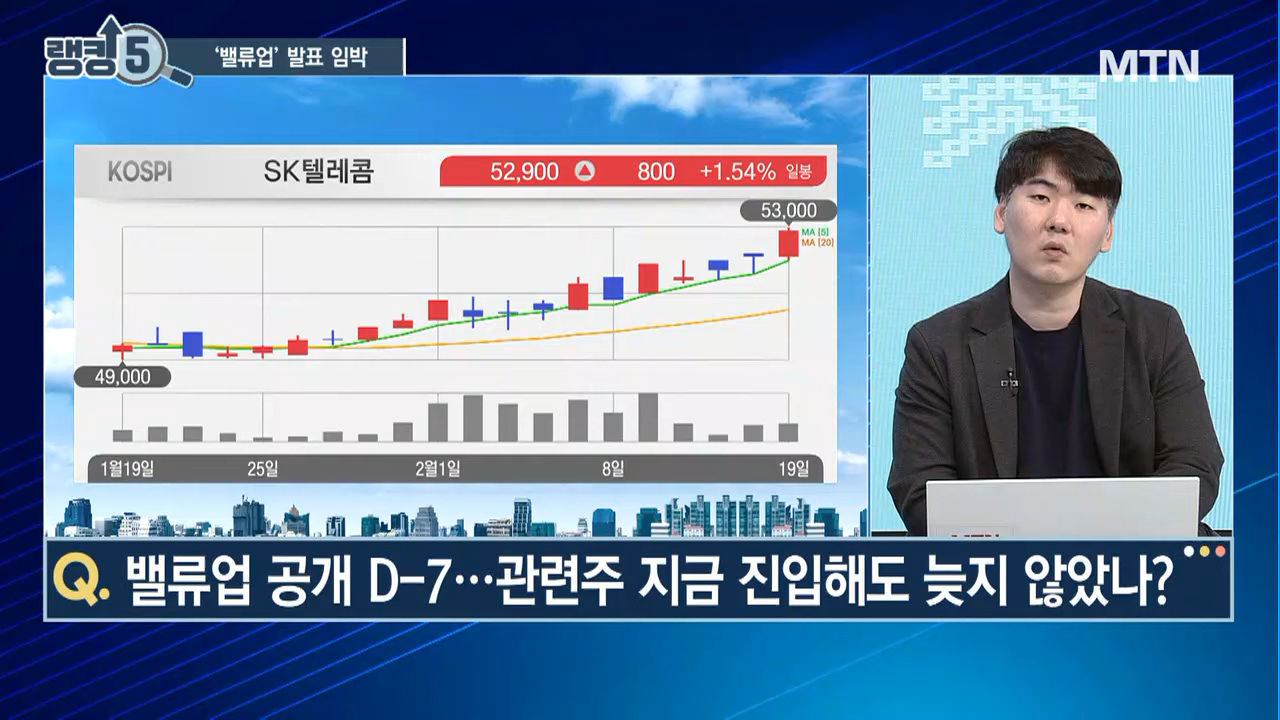 랭킹5
‘밸류업’ 발표 임박
MTN
KOSPI SK텔레콤 52,900 800 +1.54% 일봉
53,000
MA [5]
MA [20]
49,000
1월19일 25일 2월1일 8일 19일
Q. 밸류업 공개 D-7…관련주 지금 진입해도 늦지 않았나?